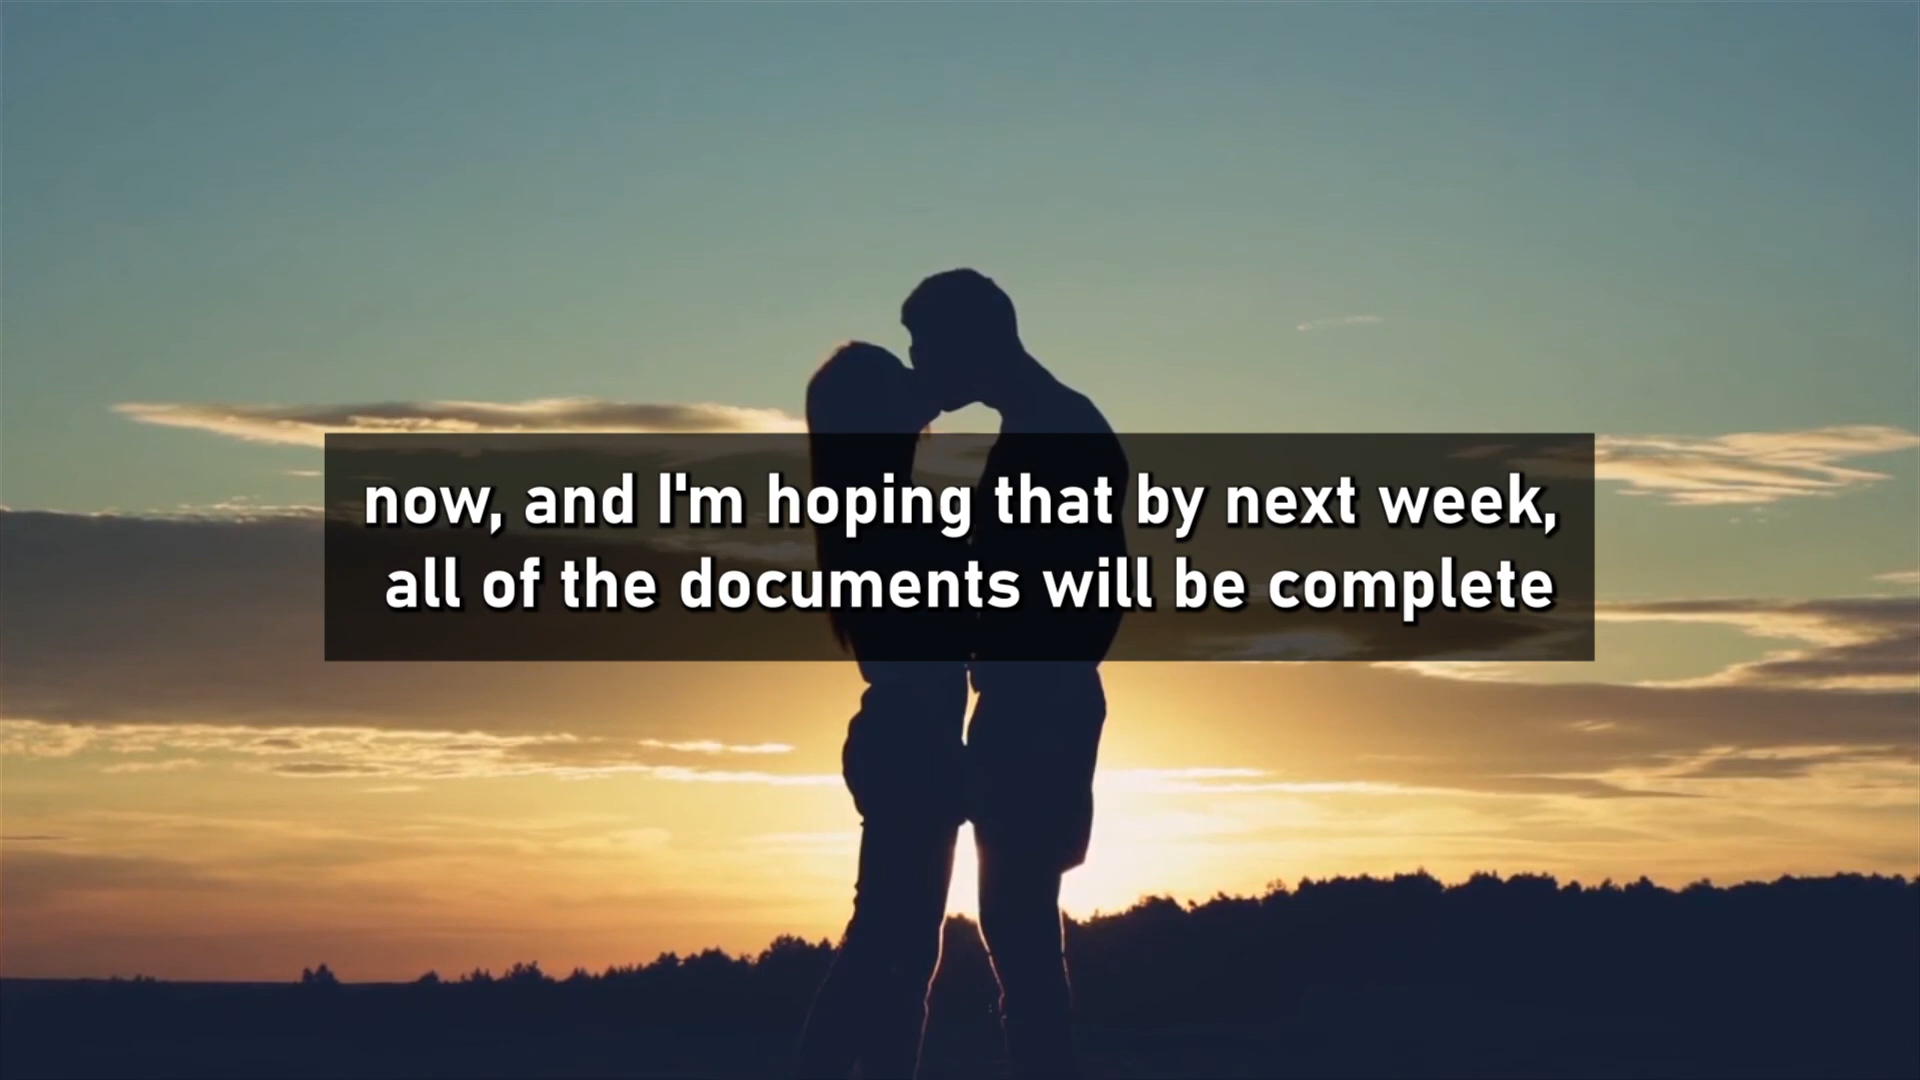 now, and I'm hoping that by next week,
all of the documents will be complete